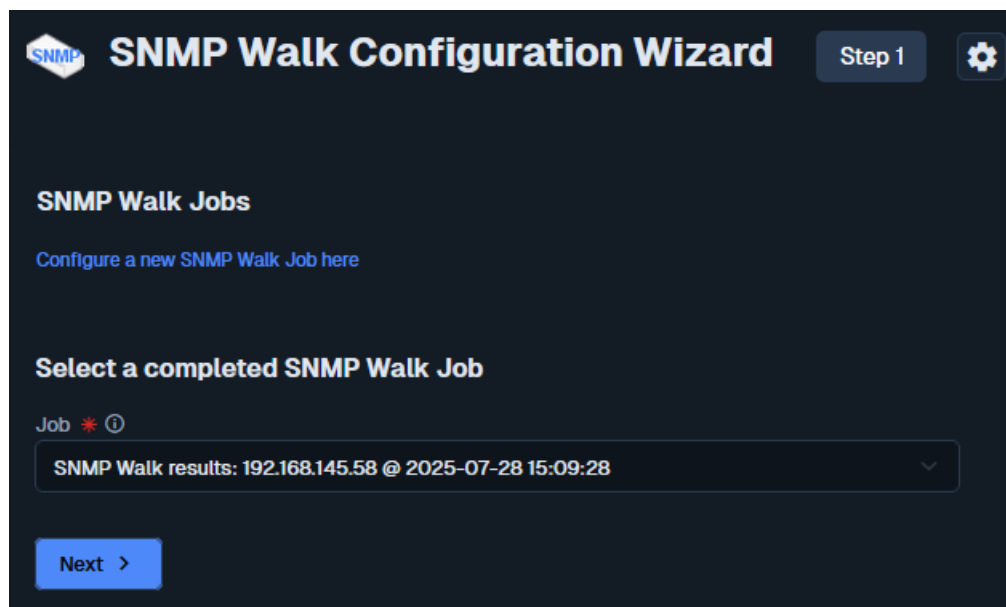 SNMP
SNMP Walk Configuration Wizard
Step 1
SNMP Walk Jobs
Configure a new SNMP Walk Job here
Select a completed SNMP Walk Job
Job *
SNMP Walk results: 192.168.145.58 @ 2025-07-28 15:09:28
Next >